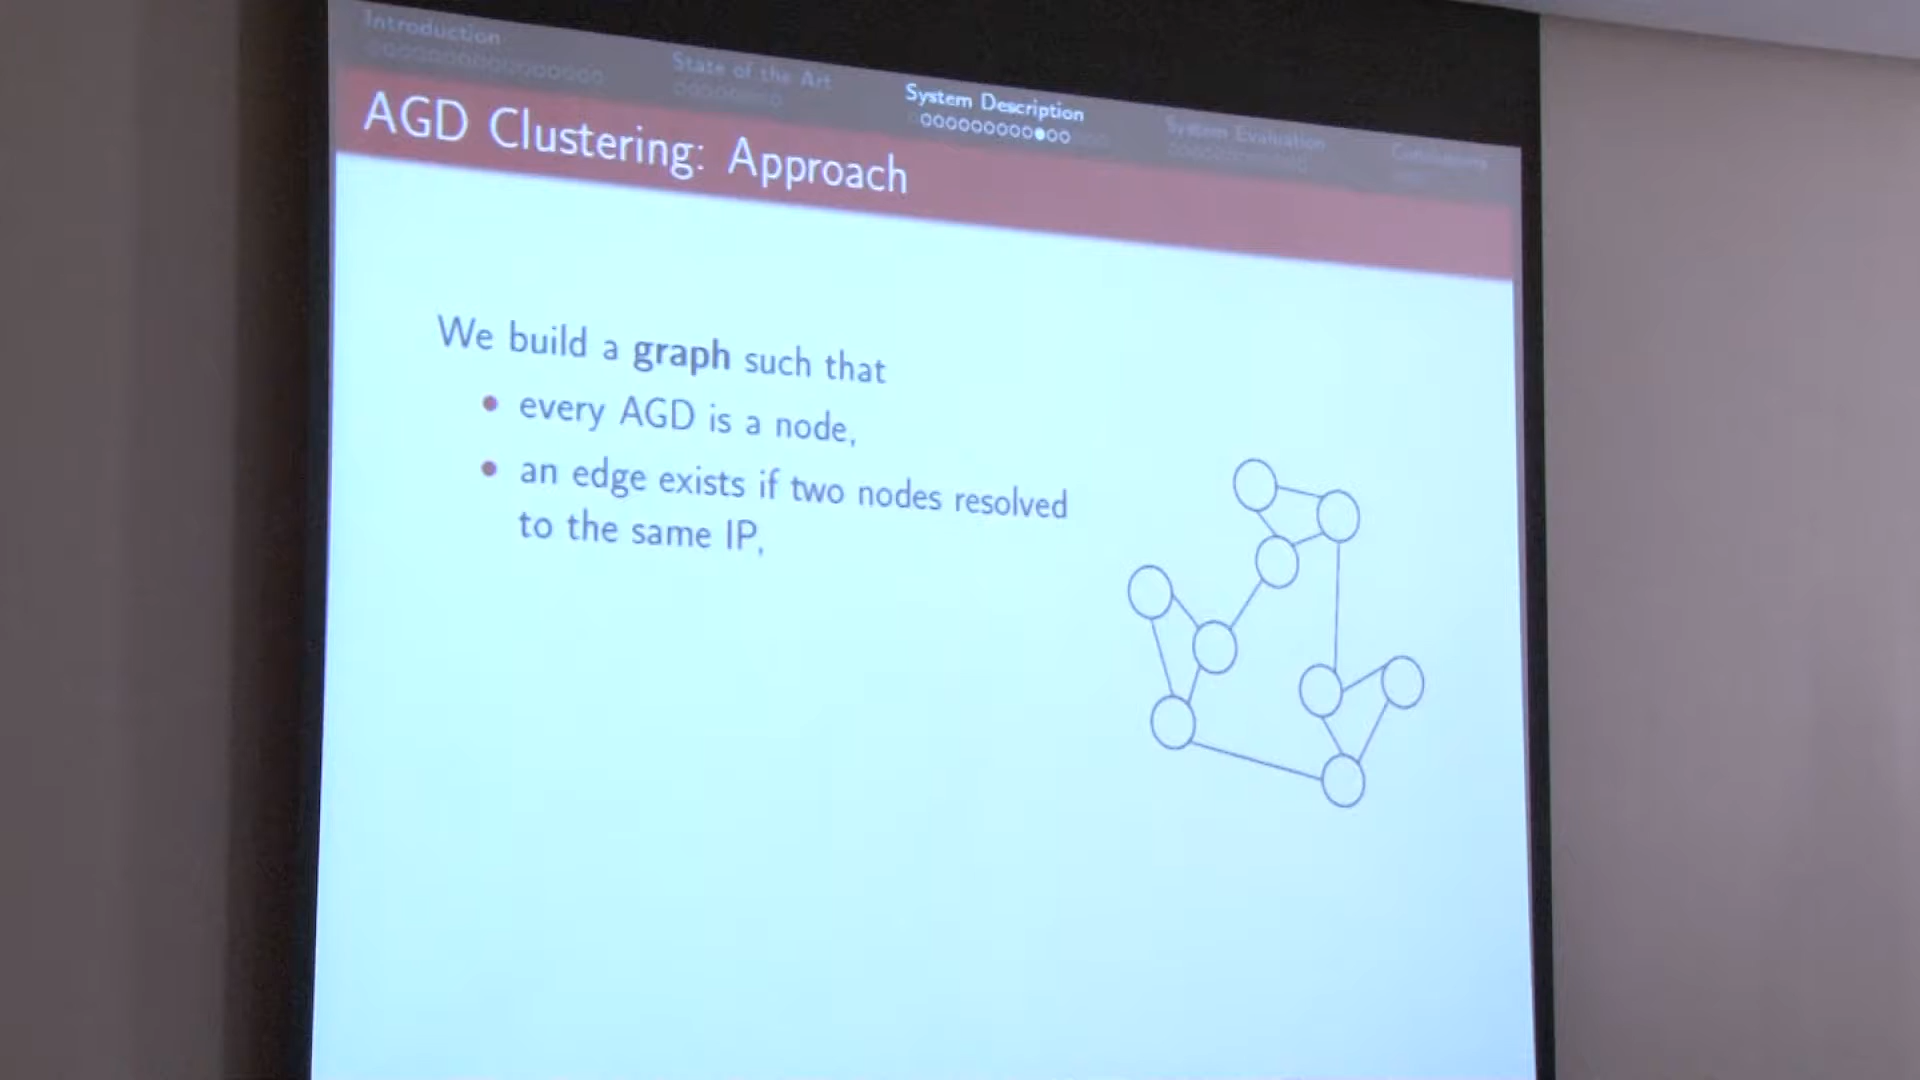 Introduction
State of the Art
System Description
System Evaluation
Conclusions
AGD Clustering: Approach
We build a graph such that
• every AGD is a node,
• an edge exists if two nodes resolved
to the same IP,